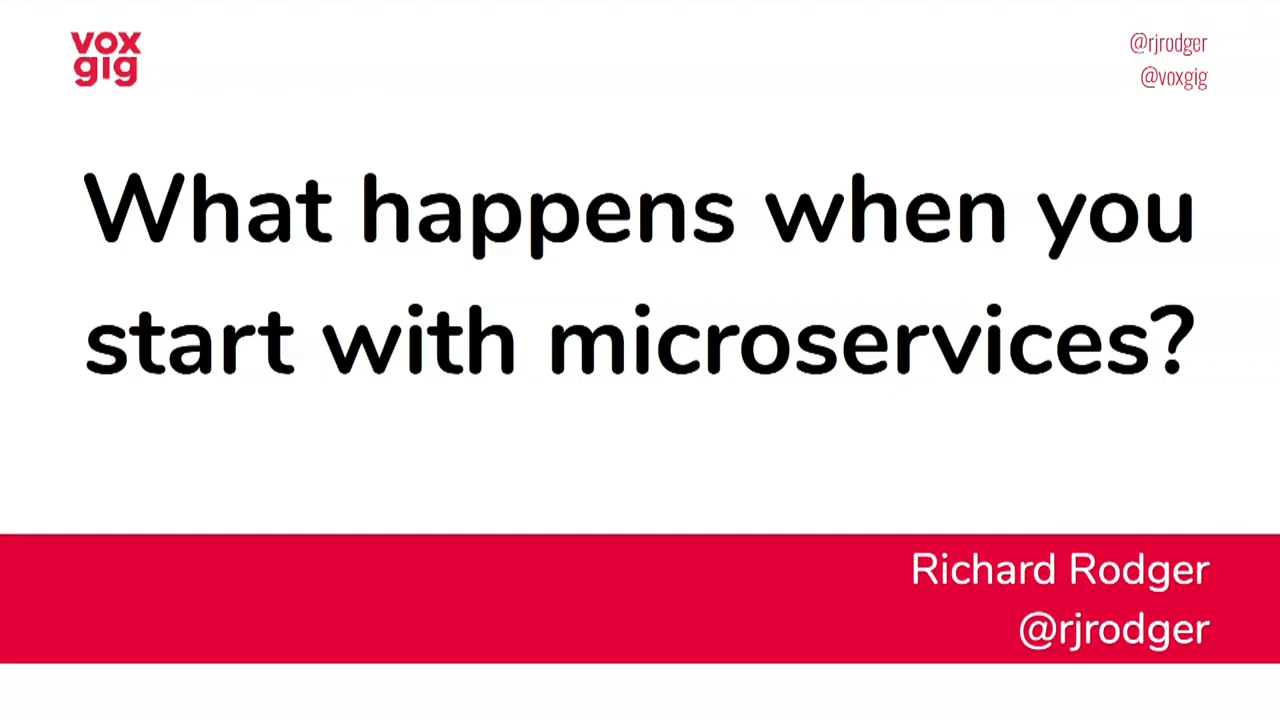 vox
gig
@rjrodger
@voxgig
What happens when you
start with microservices?
Richard Rodger
@rjrodger